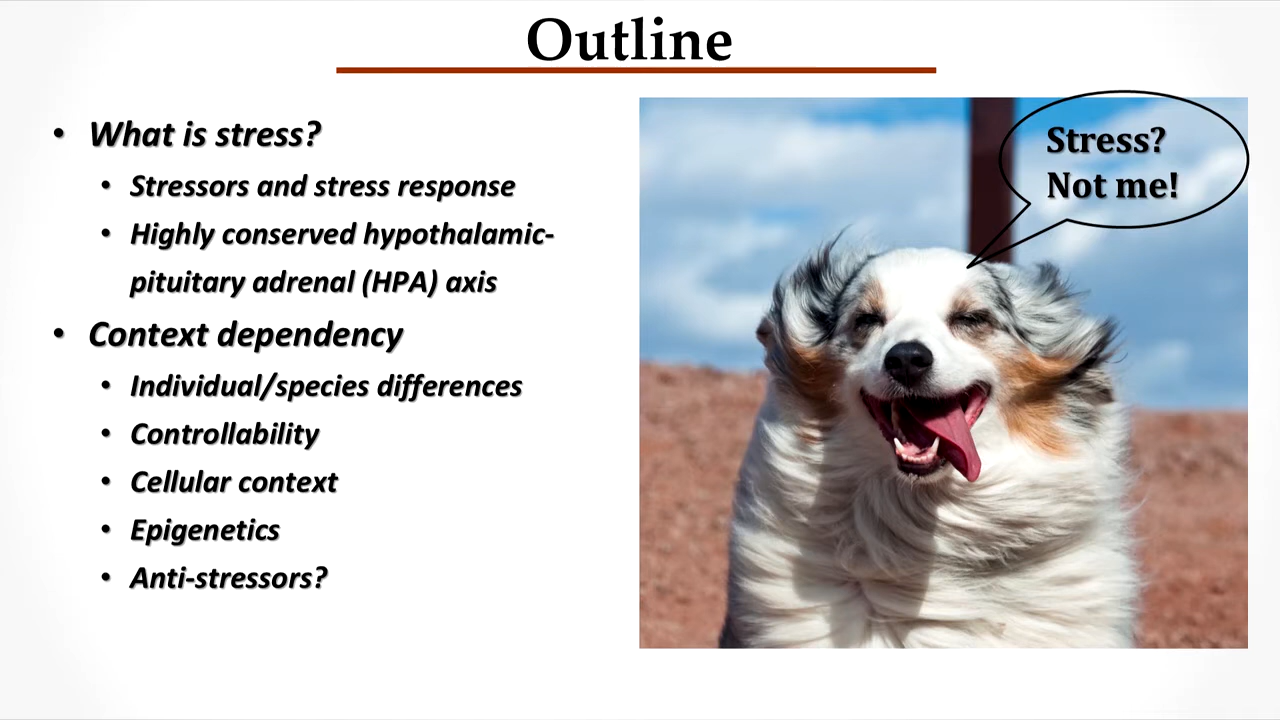 Outline
• What is stress?
• Stressors and stress response
• Highly conserved hypothalamic-
pituitary adrenal (HPA) axis
• Context dependency
• Individual/species differences
• Controllability
• Cellular context
• Epigenetics
• Anti-stressors?
Stress?
Not me!